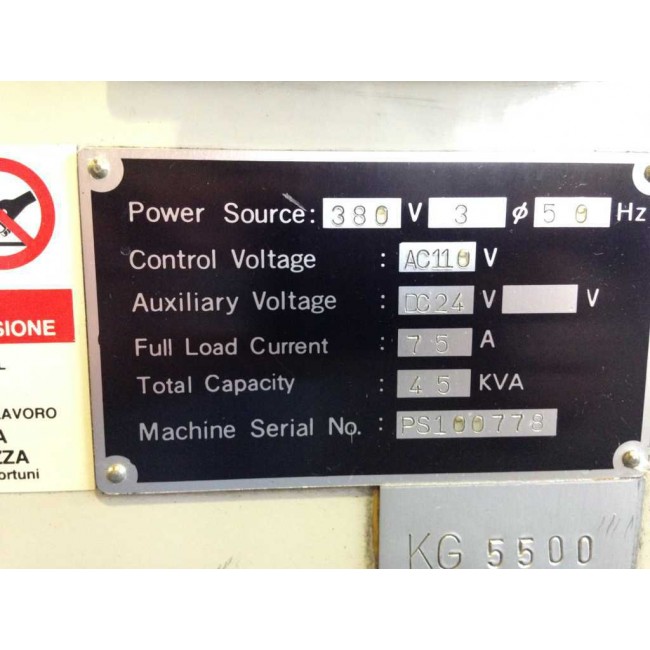 Power Source: 380 V 3 ø 50 Hz
Control Voltage : AC110 V
Auxiliary Voltage : DC24 V V
Full Load Current : 75 A
Total Capacity : 45 KVA
Machine Serial No. : PS100778
KG 5500
SIONE
AVORO
A
ZZA
ortuni